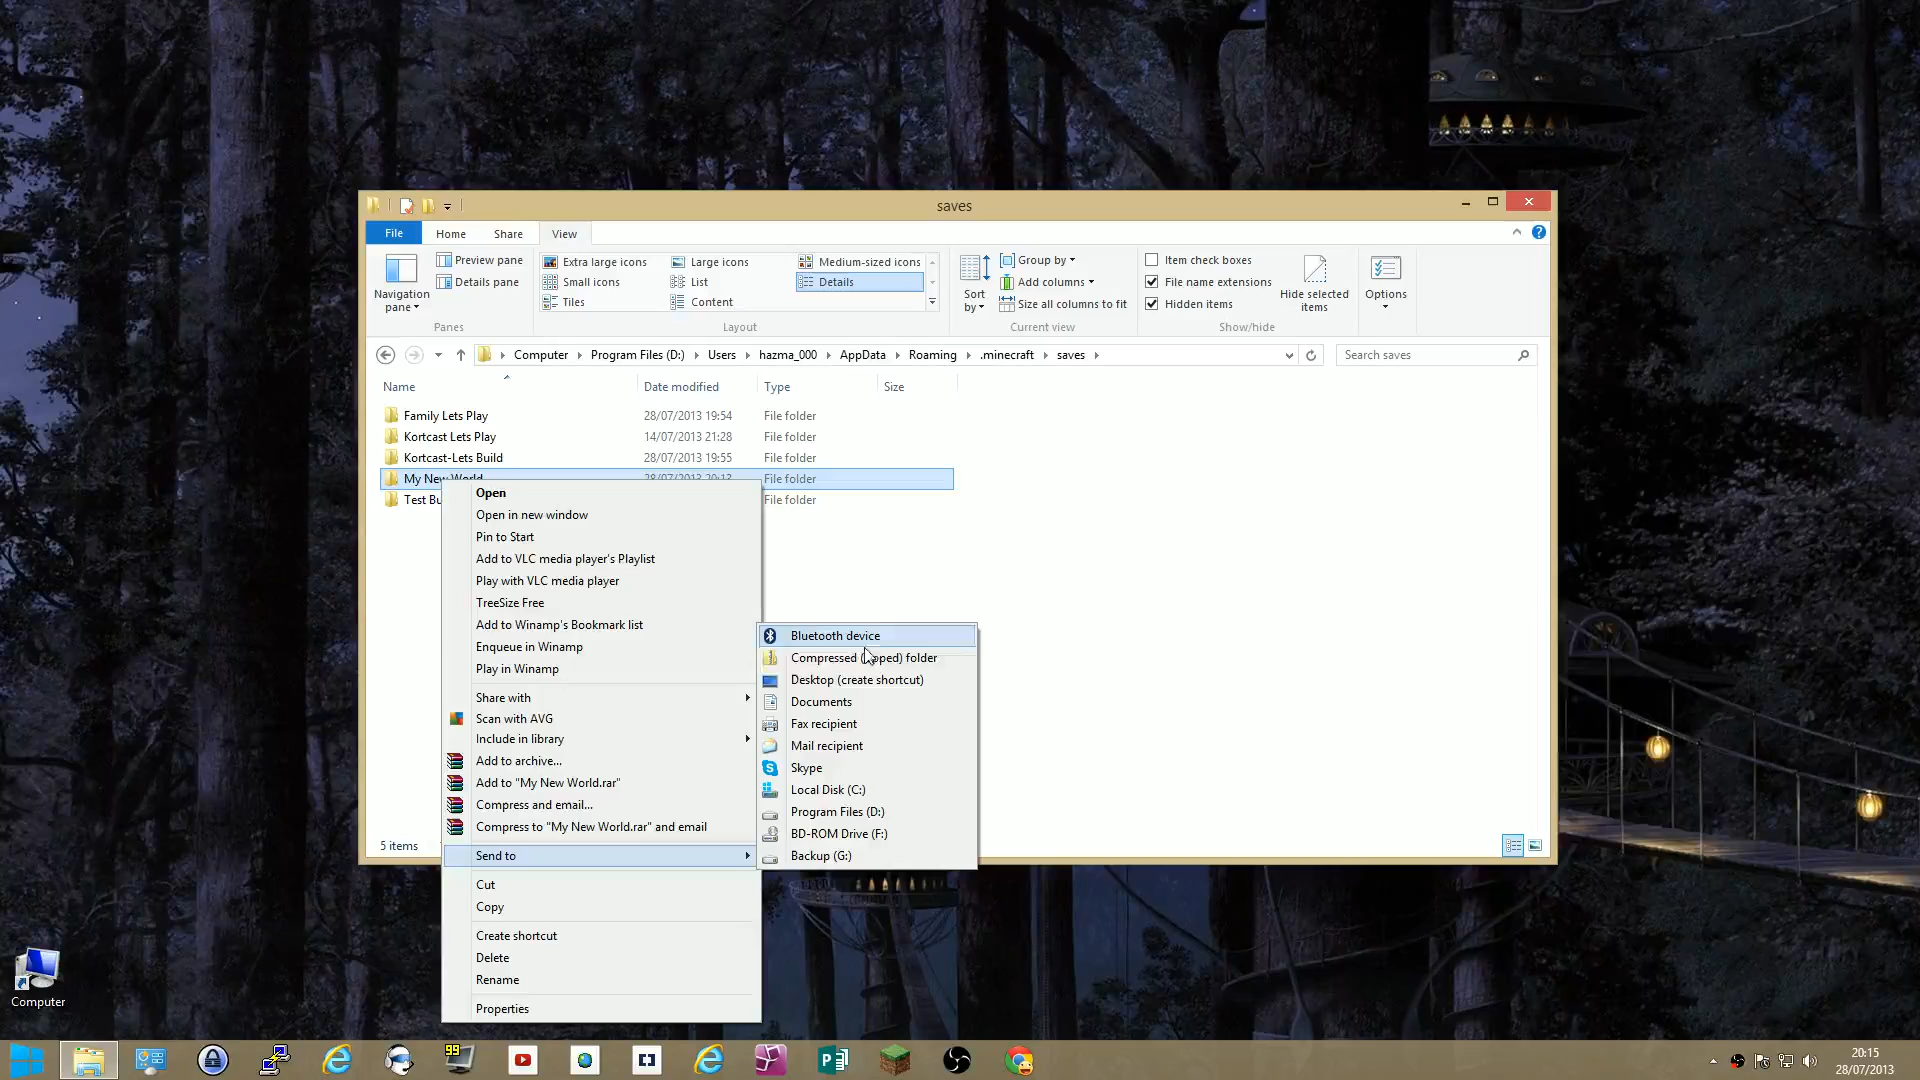 saves
File
Home
Share
View
Navigation pane
Preview pane
Details pane
Panes
Extra large icons
Large icons
Medium-sized icons
Small icons
List
Details
Tiles
Content
Layout
Sort by
Group by
Add columns
Size all columns to fit
Current view
Item check boxes
File name extensions
Hidden items
Hide selected items
Show/hide
Options
Computer
Program Files (D:)
Users
hazma_000
AppData
Roaming
.minecraft
saves
Search saves
Name
Date modified
Type
Size
Family Lets Play 28/07/2013 19:54 File folder
Kortcast Lets Play 14/07/2013 21:28 File folder
Kortcast-Lets Build 28/07/2013 19:55 File folder
My New World 28/07/2013 20:13 File folder
Test Bu File folder
Open
Open in new window
Pin to Start
Add to VLC media player's Playlist
Play with VLC media player
TreeSize Free
Add to Winamp's Bookmark list
Enqueue in Winamp
Play in Winamp
Share with
Scan with AVG
Include in library
Add to archive...
Add to "My New World.rar"
Compress and email...
Compress to "My New World.rar" and email
Send to
Cut
Copy
Create shortcut
Delete
Rename
Properties
Bluetooth device
Compressed (zipped) folder
Desktop (create shortcut)
Documents
Fax recipient
Mail recipient
Skype
Local Disk (C:)
Program Files (D:)
BD-ROM Drive (F:)
Backup (G:)
5 items
Computer
99
20:15
28/07/2013